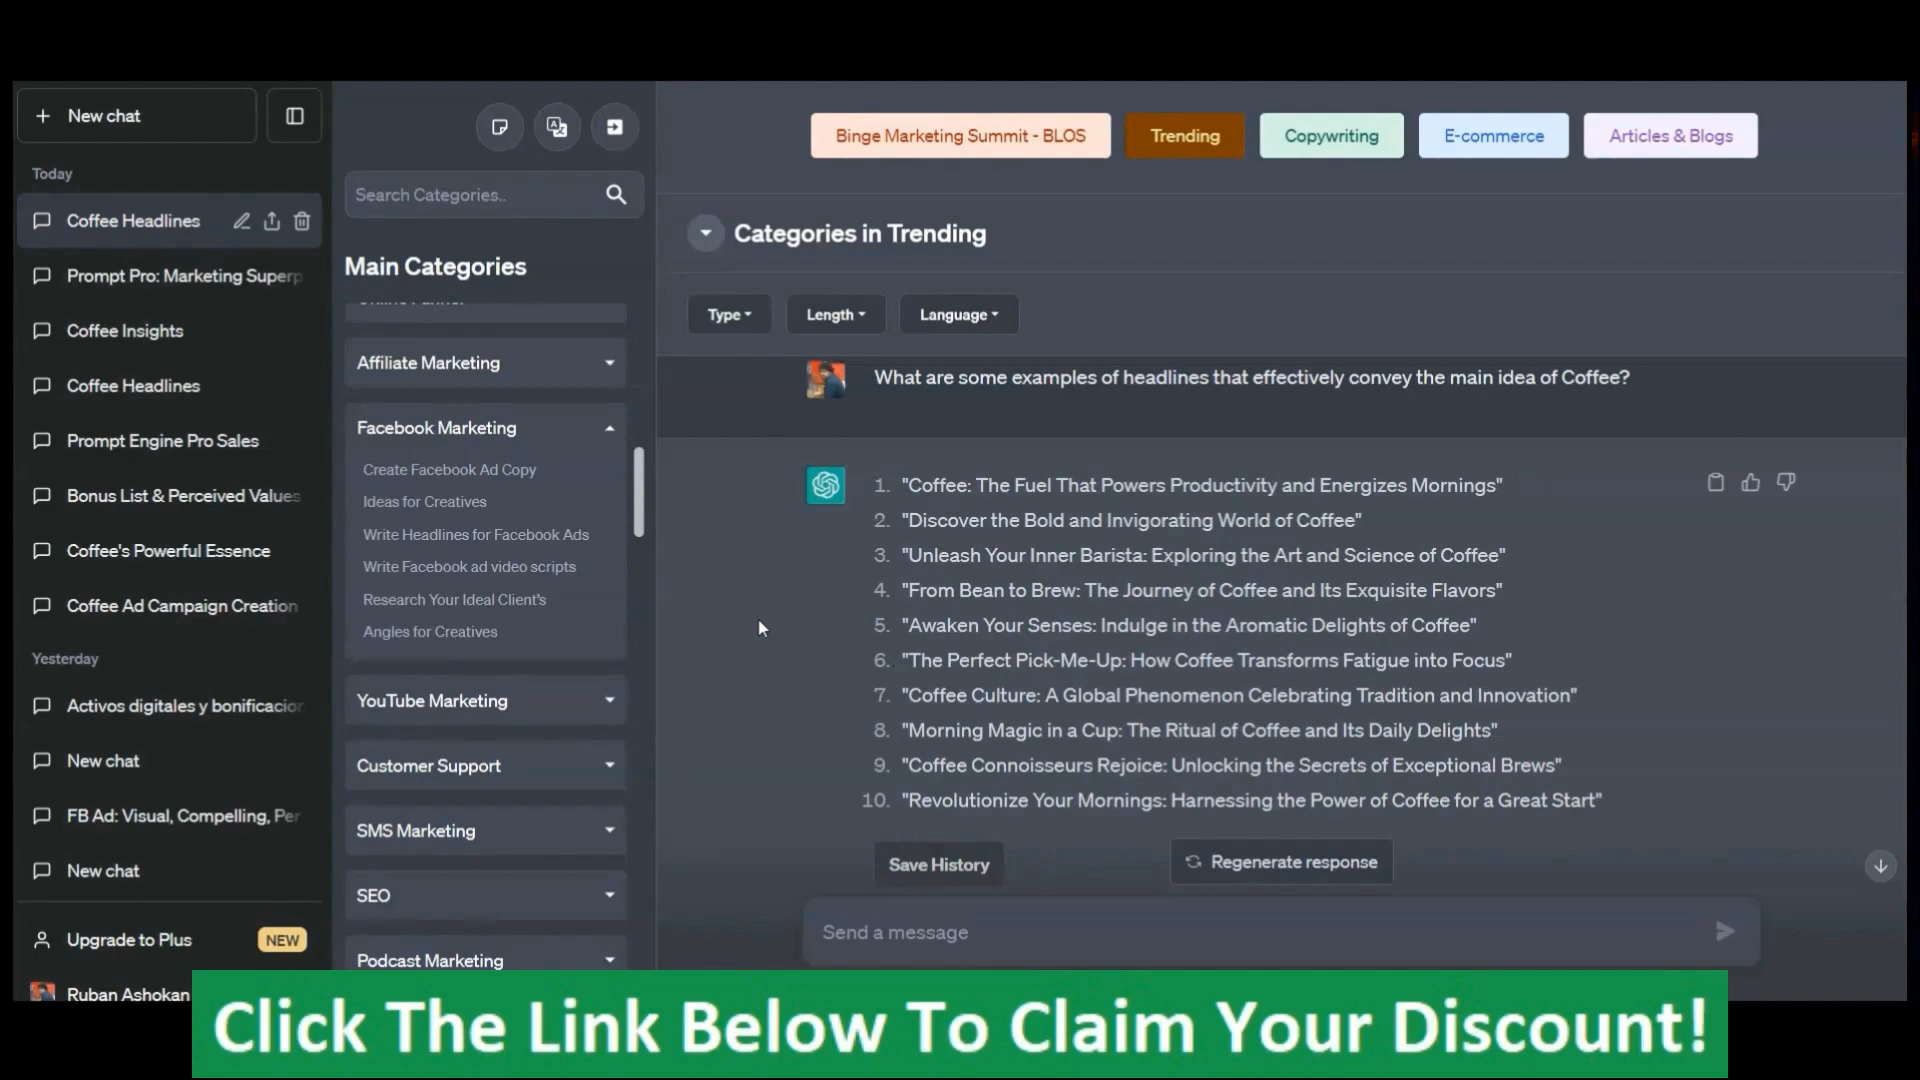 New chat
Today
Coffee Headlines
Prompt Pro: Marketing Superp
Coffee Insights
Coffee Headlines
Prompt Engine Pro Sales
Bonus List & Perceived Values
Coffee's Powerful Essence
Coffee Ad Campaign Creation
Yesterday
Activos digitales y bonificacion
New chat
FB Ad: Visual, Compelling, Per
New chat
Upgrade to Plus
NEW
Ruban Ashokan
Search Categories..
Main Categories
Affiliate Marketing
Facebook Marketing
Create Facebook Ad Copy
Ideas for Creatives
Write Headlines for Facebook Ads
Write Facebook ad video scripts
Research Your Ideal Client's
Angles for Creatives
YouTube Marketing
Customer Support
SMS Marketing
SEO
Podcast Marketing
Binge Marketing Summit - BLOS
Trending
Copywriting
E-commerce
Articles & Blogs
Categories in Trending
Type
Length
Language
What are some examples of headlines that effectively convey the main idea of Coffee?
1. "Coffee: The Fuel That Powers Productivity and Energizes Mornings"
2. "Discover the Bold and Invigorating World of Coffee"
3. "Unleash Your Inner Barista: Exploring the Art and Science of Coffee"
4. "From Bean to Brew: The Journey of Coffee and Its Exquisite Flavors"
5. "Awaken Your Senses: Indulge in the Aromatic Delights of Coffee"
6. "The Perfect Pick-Me-Up: How Coffee Transforms Fatigue into Focus"
7. "Coffee Culture: A Global Phenomenon Celebrating Tradition and Innovation"
8. "Morning Magic in a Cup: The Ritual of Coffee and Its Daily Delights"
9. "Coffee Connoisseurs Rejoice: Unlocking the Secrets of Exceptional Brews"
10. "Revolutionize Your Mornings: Harnessing the Power of Coffee for a Great Start"
Save History
Regenerate response
Send a message
Click The Link Below To Claim Your Discount!